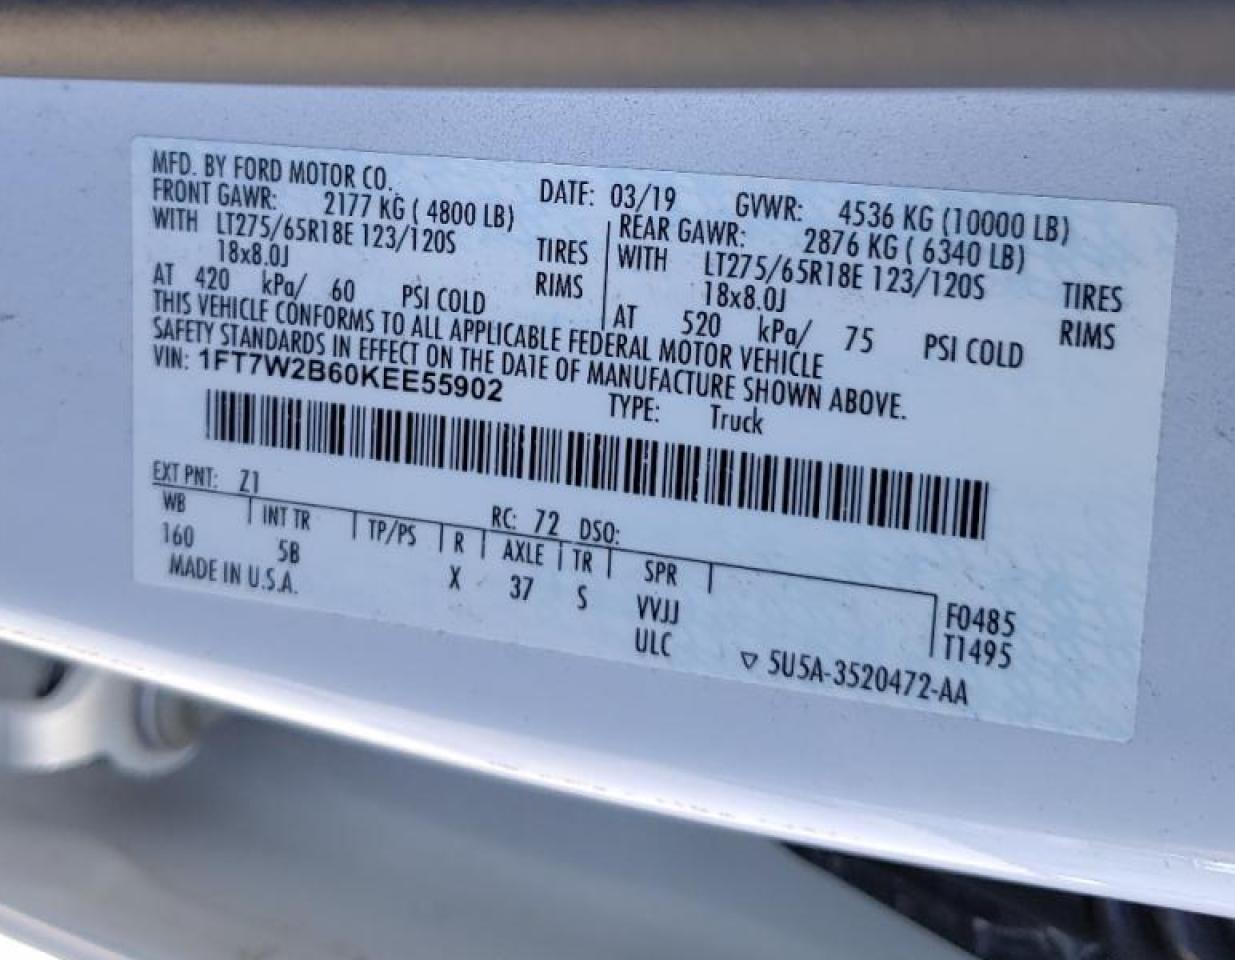 MFD. BY FORD MOTOR CO. DATE: 03/19 GVWR: 4536 KG (10000 LB)
FRONT GAWR: 2177 KG ( 4800 LB) REAR GAWR: 2876 KG ( 6340 LB)
WITH LT275/65R18E 123/120S TIRES WITH LT275/65R18E 123/120S TIRES
18x8.0J RIMS 18x8.0J RIMS
AT 420 kPa/ 60 PSI COLD AT 520 kPa/ 75 PSI COLD
THIS VEHICLE CONFORMS TO ALL APPLICABLE FEDERAL MOTOR VEHICLE
SAFETY STANDARDS IN EFFECT ON THE DATE OF MANUFACTURE SHOWN ABOVE.
VIN: 1FT7W2B60KEE55902 TYPE: Truck
EXT PNT: Z1 RC: 72 DSO:
WB INT TR TP/PS R AXLE TR SPR
160 5B X 37 S VVJJ F0485
MADE IN U.S.A. ULC T1495
▽ 5U5A-3520472-AA